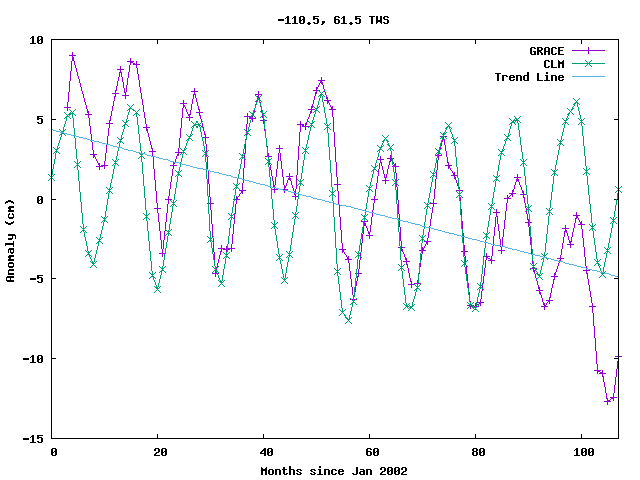 -110.5, 61.5 TWS
GRACE
CLM
Trend Line
10
5
0
-5
-10
-15
Anomaly (cm)
0 20 40 60 80 100
Months since Jan 2002